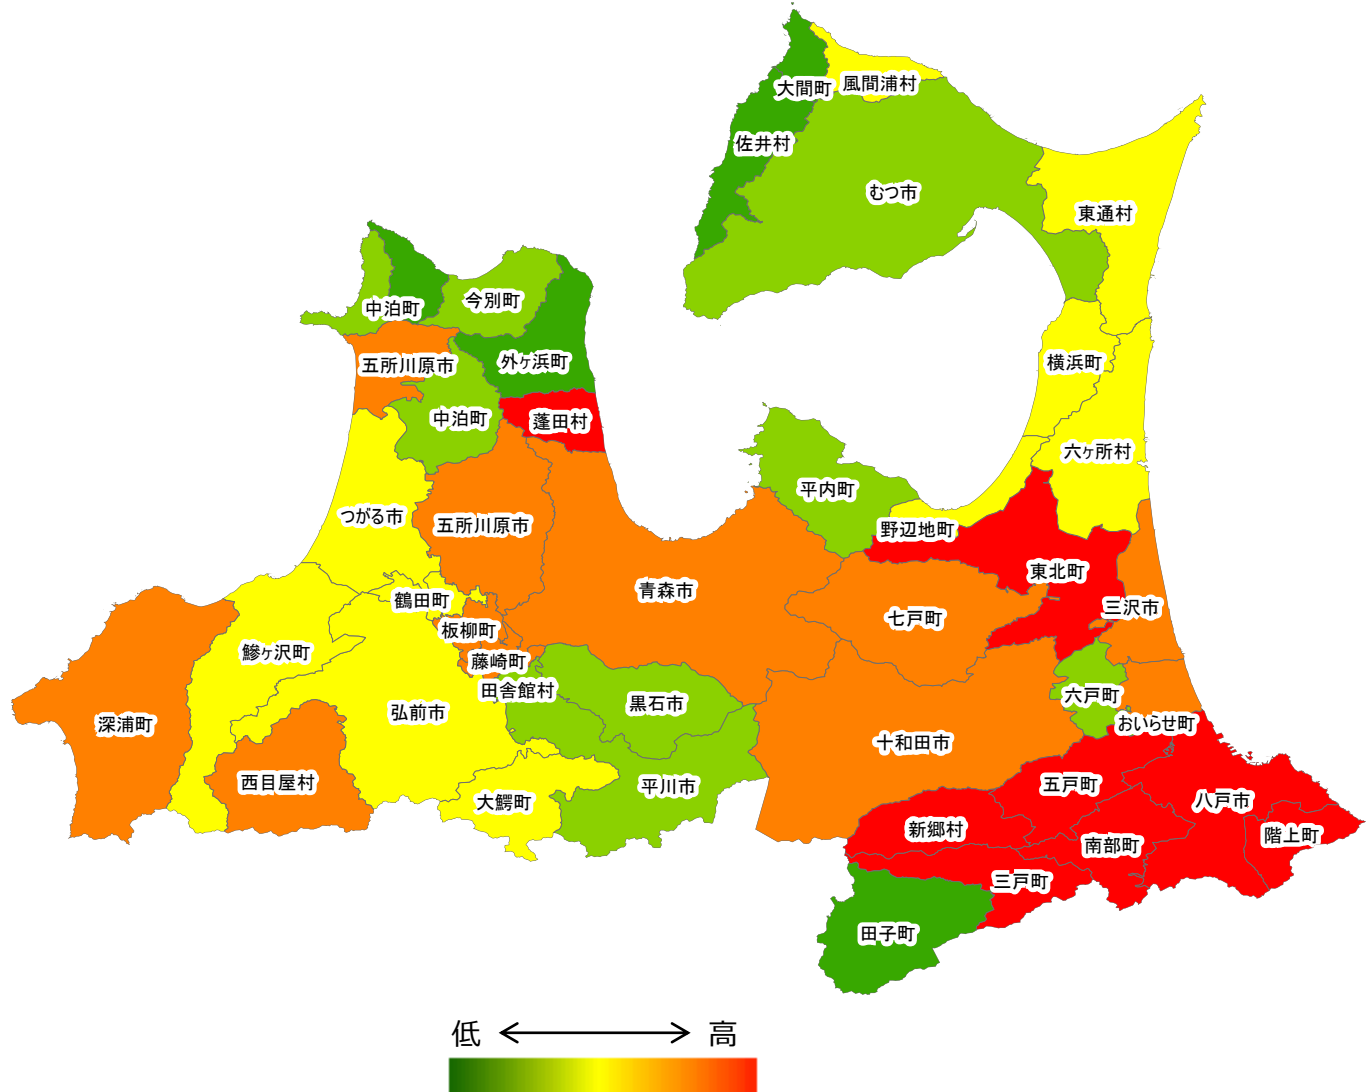 大間町
風間浦村
佐井村
むつ市
東通村
中泊町
今別町
五所川原市
外ヶ浜町
横浜町
中泊町
蓬田村
六ヶ所村
平内町
つがる市
五所川原市
野辺地町
東北町
青森市
鶴田町
三沢市
七戸町
板柳町
鰺ヶ沢町
藤崎町
田舎館村
六戸町
黒石市
弘前市
深浦町
おいらせ町
十和田市
西目屋村
平川市
五戸町
大鰐町
八戸市
新郷村
階上町
南部町
三戸町
田子町
低 高